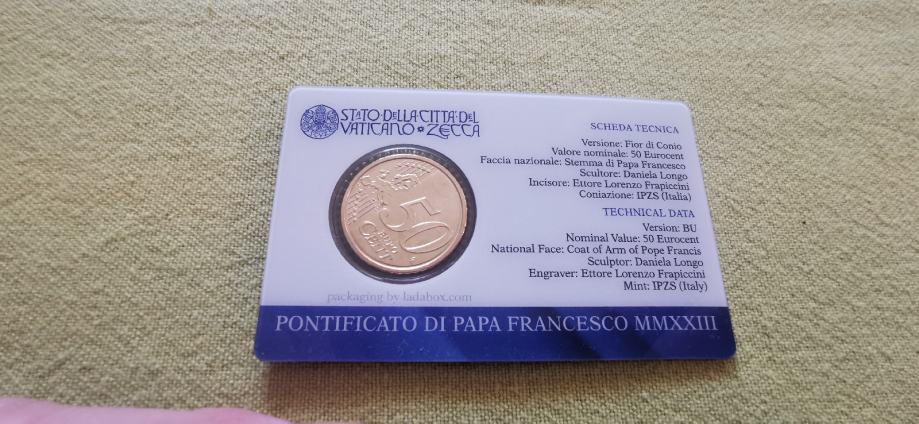 STATO·DELLA·CITTA'·DEL
VATICANO * ZECCA
SCHEDA TECNICA
Versione: Fior di Conio
Valore nominale: 50 Eurocent
Faccia nazionale: Stemma di Papa Francesco
Scultore: Daniela Longo
Incisore: Ettore Lorenzo Frapiccini
Coniazione: IPZS (Italia)
TECHNICAL DATA
Version: BU
Nominal Value: 50 Eurocent
National Face: Coat of Arm of Pope Francis
Sculptor: Daniela Longo
Engraver: Ettore Lorenzo Frapiccini
Mint: IPZS (Italy)
50
EURO
CENT
packaging by ladabox.com
PONTIFICATO DI PAPA FRANCESCO MMXXIII